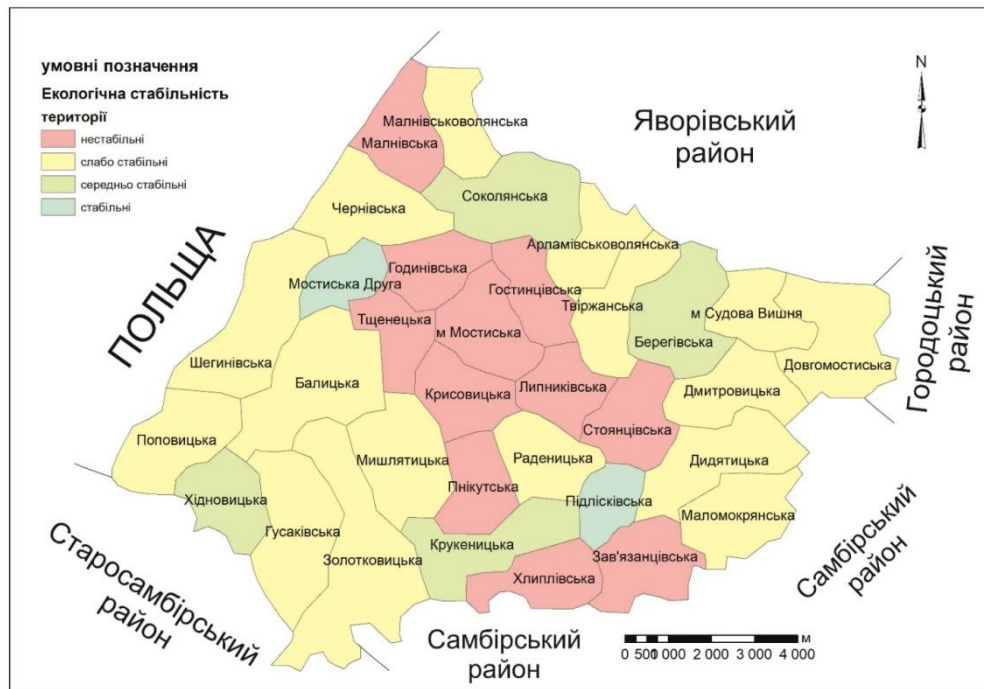 умовні позначення
Екологічна стабільність
території
нестабільні
слабо стабільні
середньо стабільні
стабільні
N
Яворівський
район
ПОЛЬЩА
Городоцький
район
Старосамбірський
район
Самбірський
район
Самбірський
район
Малнівськоволянська
Малнівська
Соколянська
Чернівська
Арламівськоволянська
Годинівська
Мостиська Друга
Гостинцівська
Твіржанська
Тщенецька
м Мостиська
м Судова Вишня
Берегівська
Шегинівська
Балицька
Довгомостиська
Липниківська
Дмитровицька
Крисовицька
Стоянцівська
Поповицька
Мишлятицька
Раденицька
Дидятицька
Пнікутська
Хідновицька
Підлісківська
Маломокрянська
Гусаківська
Крукеницька
Золотковицька
Зав'язанцівська
Хлиплівська
м
0 500 1 000 2 000 3 000 4 000